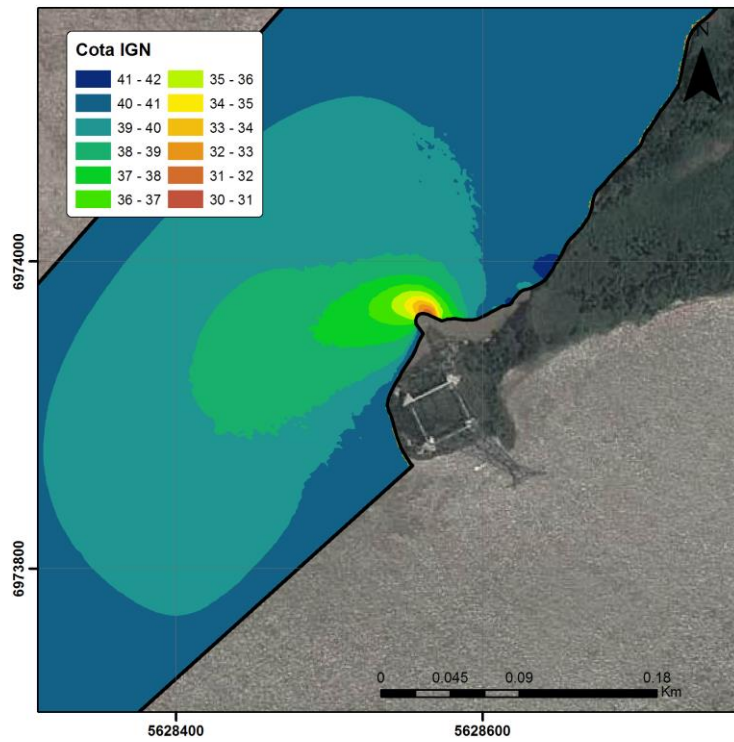 N
Cota IGN
41 - 42
40 - 41
39 - 40
38 - 39
37 - 38
36 - 37
35 - 36
34 - 35
33 - 34
32 - 33
31 - 32
30 - 31
6974000
6973800
0 0.045 0.09 0.18
Km
5628400 5628600